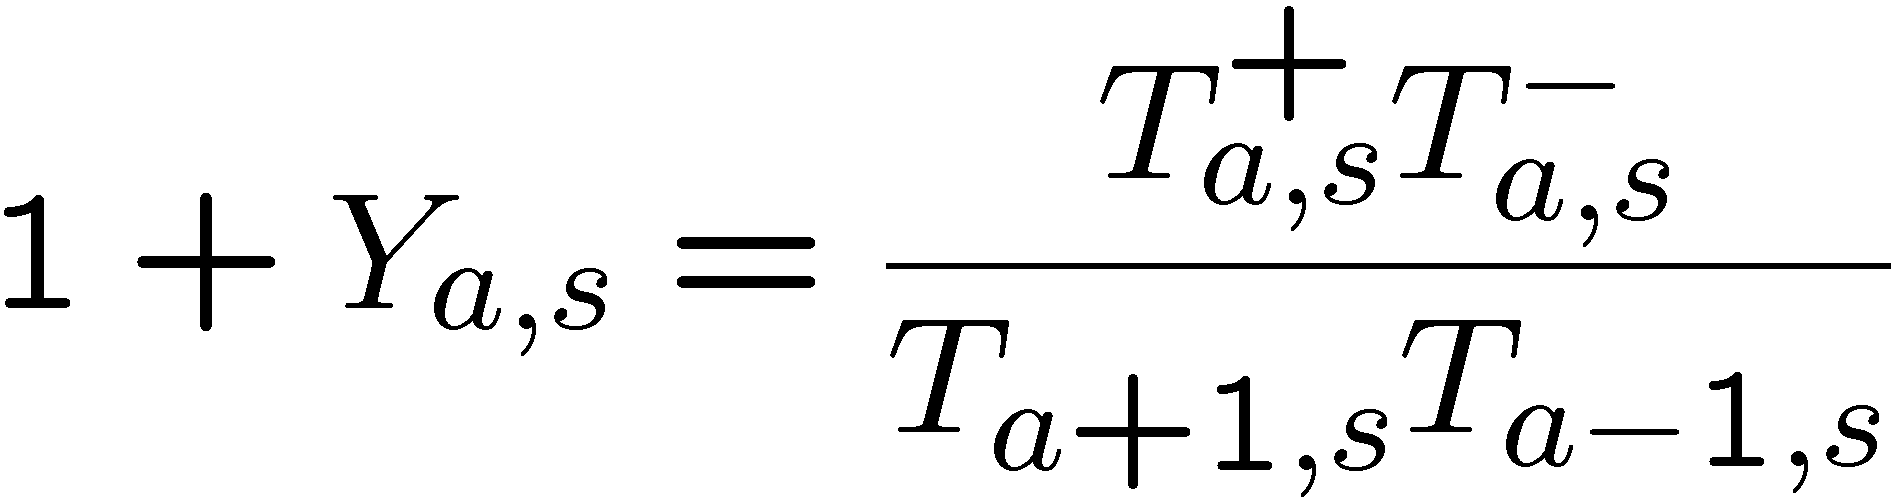 1 + Y_{a,s} = \frac{T^{+}_{a,s} T^{-}_{a,s}}{T_{a+1,s} T_{a-1,s}}